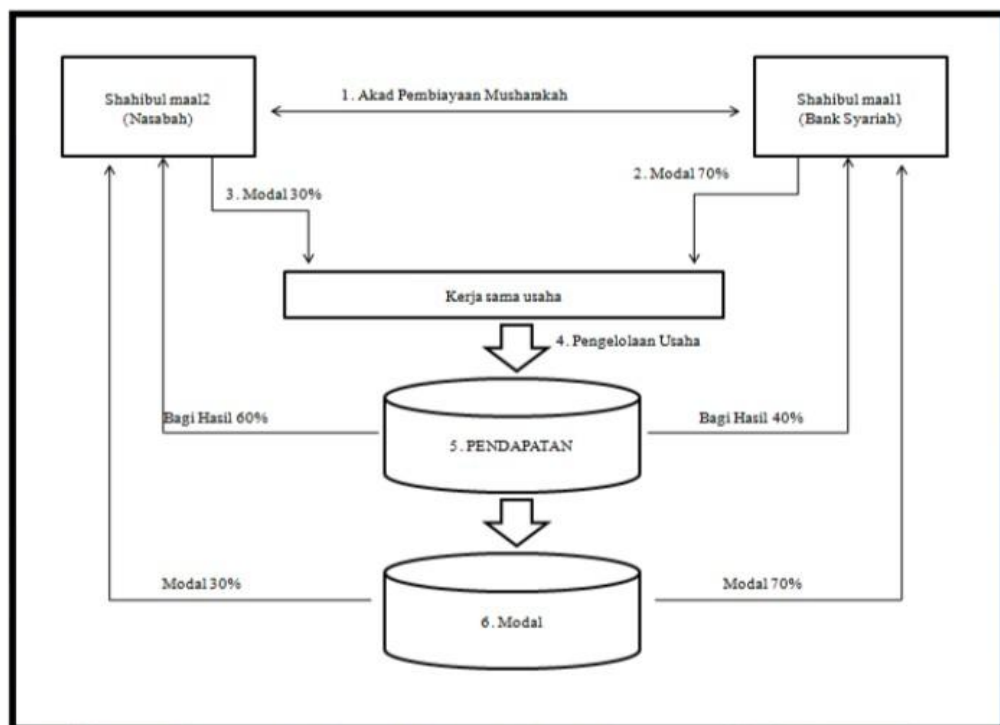 Shahibul maal2
(Nasabah)
1. Akad Pembiayaan Musharakah
Shahibul maal1
(Bank Syariah)
3. Modal 30%
2. Modal 70%
Kerja sama usaha
4. Pengelolaan Usaha
Bagi Hasil 60%
Bagi Hasil 40%
5. PENDAPATAN
Modal 30%
Modal 70%
6. Modal